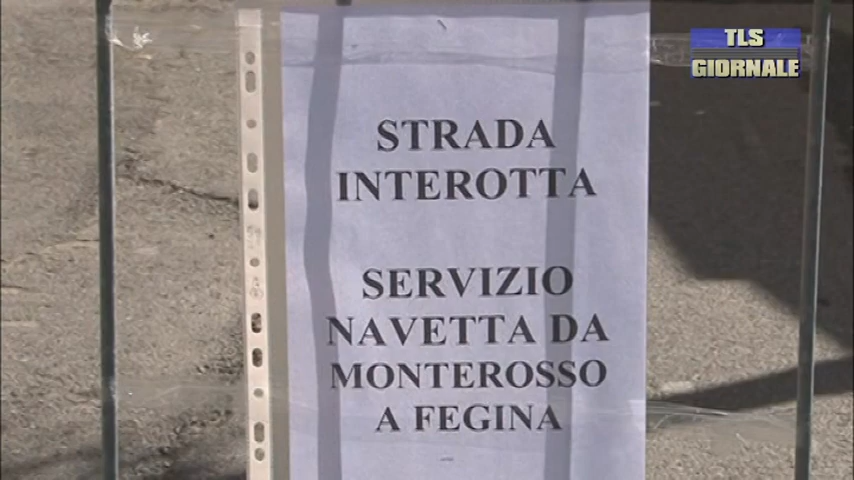 TLS
GIORNALE
STRADA
INTEROTTA
SERVIZIO
NAVETTA DA
MONTEROSSO
A FEGINA